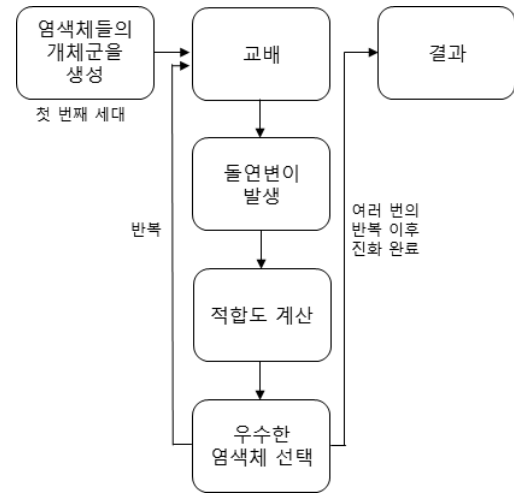 염색체들의
개체군을
생성
첫 번째 세대
교배
결과
돌연변이
발생
반복
여러 번의
반복 이후
진화 완료
적합도 계산
우수한
염색체 선택